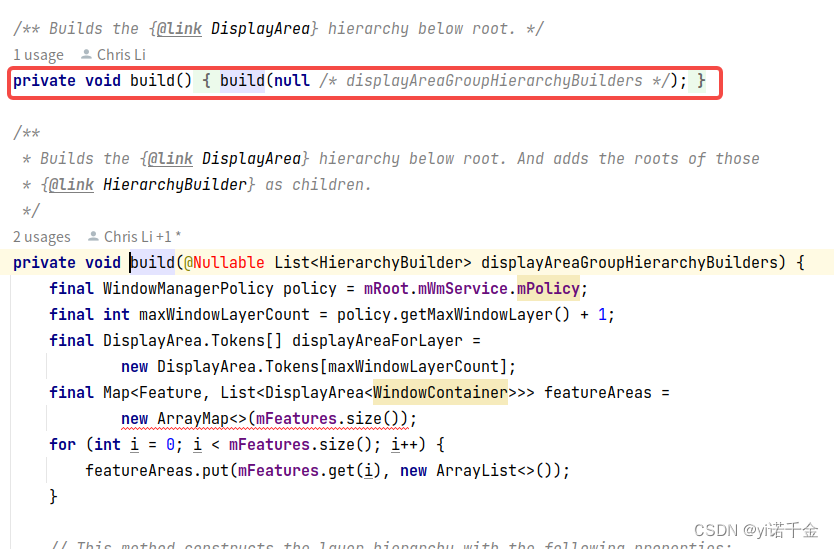 /** Builds the {@link DisplayArea} hierarchy below root. */
1 usage Chris Li
private void build() { build(null /* displayAreaGroupHierarchyBuilders */); }
/**
* Builds the {@link DisplayArea} hierarchy below root. And adds the roots of those
* {@link HierarchyBuilder} as children.
*/
2 usages Chris Li +1 *
private void build(@Nullable List<HierarchyBuilder> displayAreaGroupHierarchyBuilders) {
final WindowManagerPolicy policy = mRoot.mWmService.mPolicy;
final int maxWindowLayerCount = policy.getMaxWindowLayer() + 1;
final DisplayArea.Tokens[] displayAreaForLayer =
new DisplayArea.Tokens[maxWindowLayerCount];
final Map<Feature, List<DisplayArea<WindowContainer>>> featureAreas =
new ArrayMap<>(mFeatures.size());
for (int i = 0; i < mFeatures.size(); i++) {
featureAreas.put(mFeatures.get(i), new ArrayList<>());
}
// This method constructs the layer hierarchy with the following properties:
CSDN @yi诺千金